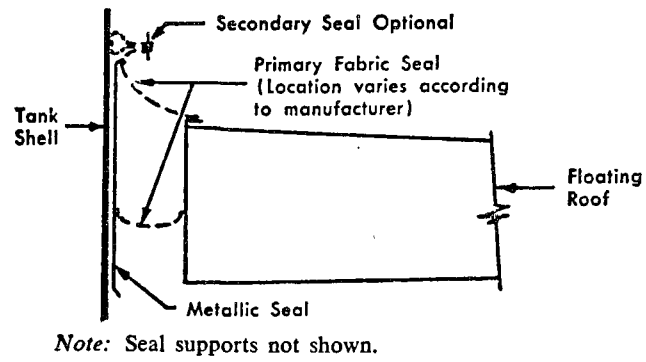 Secondary Seal Optional
Primary Fabric Seal
(Location varies according
to manufacturer)
Tank
Shell
Floating
Roof
Metallic Seal
Note: Seal supports not shown.